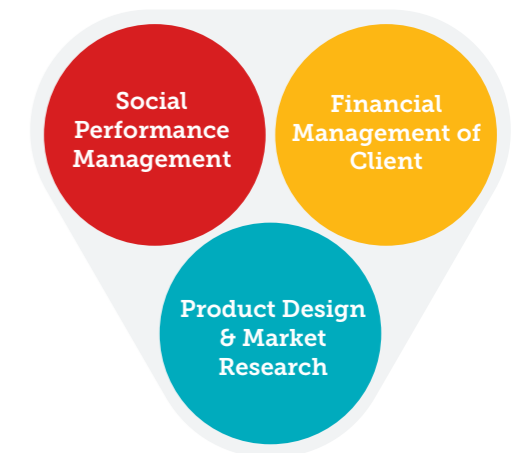 Social
Performance
Management
Financial
Management of
Client
Product Design
& Market
Research